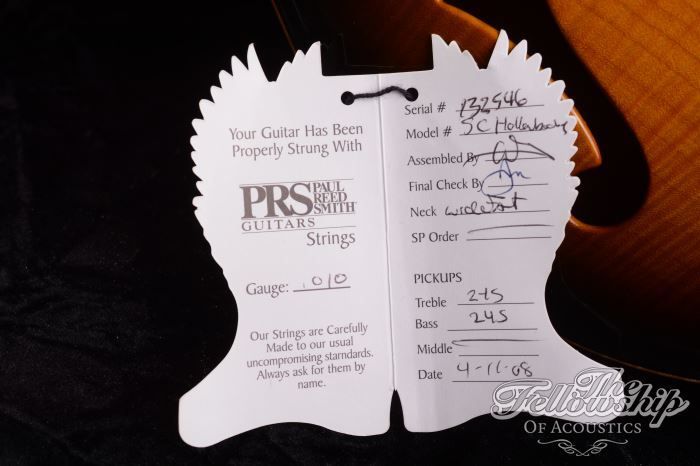 Your Guitar Has Been
Properly Strung With
PRS PAUL
REED
SMITH
GUITARS
Strings
Gauge: .010
Our Strings are Carefully
Made to our usual
uncompromising starndards.
Always ask for them by
name.
Serial # 132546
Model # SC Hollowbody
Assembled By
Final Check By
Neck wide Fat
SP Order
PICKUPS
Treble 245
Bass 245
Middle
Date 4-11-08
The
Fellowship
OF ACOUSTICS